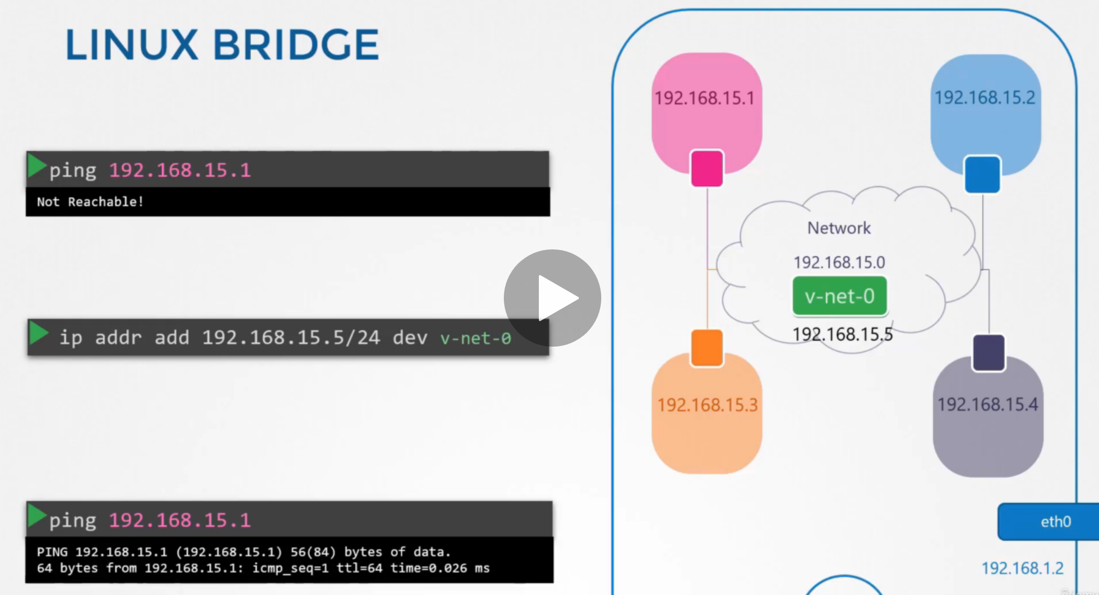 LINUX BRIDGE
ping 192.168.15.1
Not Reachable!
ip addr add 192.168.15.5/24 dev v-net-0
ping 192.168.15.1
PING 192.168.15.1 (192.168.15.1) 56(84) bytes of data.
64 bytes from 192.168.15.1: icmp_seq=1 ttl=64 time=0.026 ms
192.168.15.1
192.168.15.2
Network
192.168.15.0
v-net-0
192.168.15.5
192.168.15.3
192.168.15.4
eth0
192.168.1.2